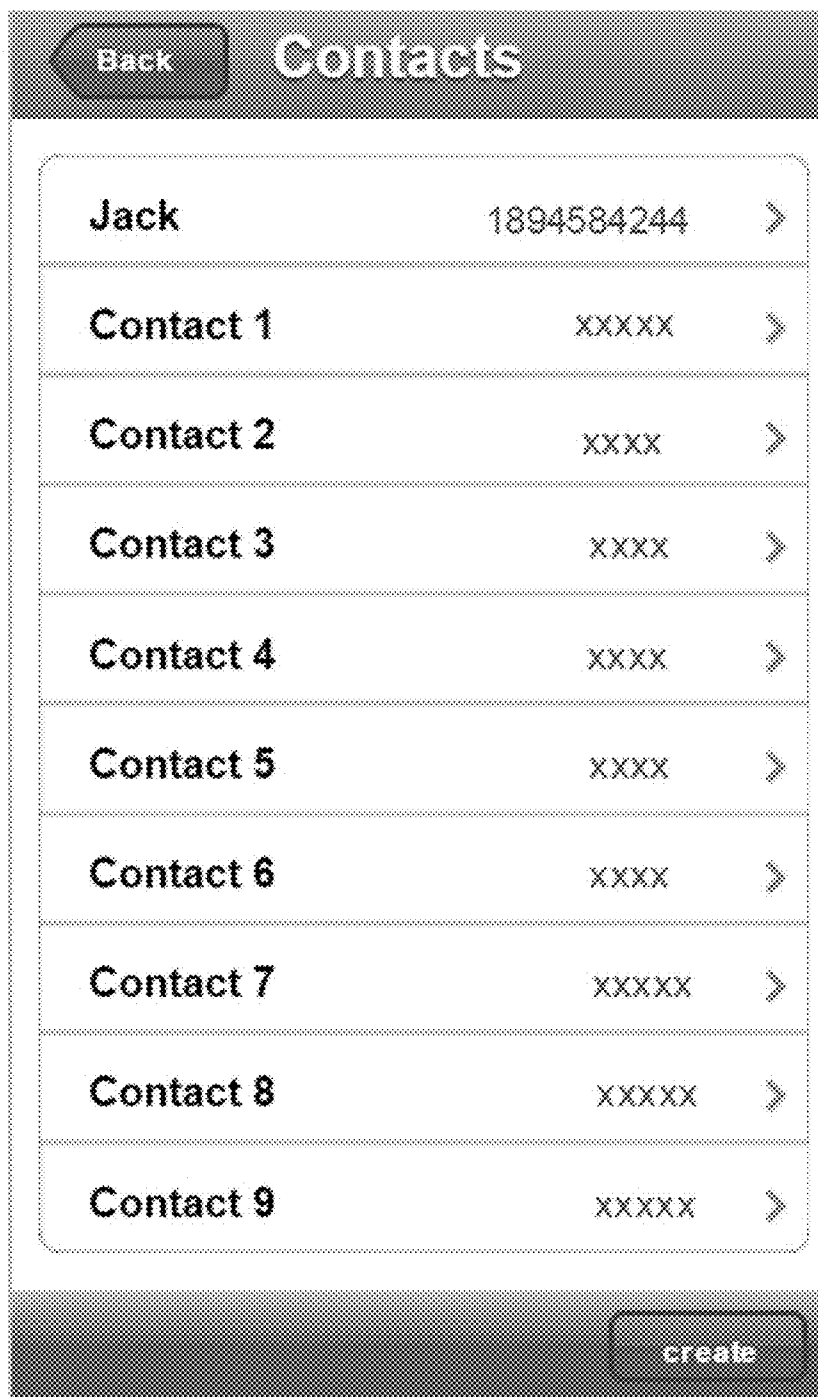 Back Contacts
Jack 1894584244 >
Contact 1 xxxxx >
Contact 2 xxxx >
Contact 3 xxxx >
Contact 4 xxxx >
Contact 5 xxxx >
Contact 6 xxxx >
Contact 7 xxxxx >
Contact 8 xxxxx >
Contact 9 xxxxx >
create